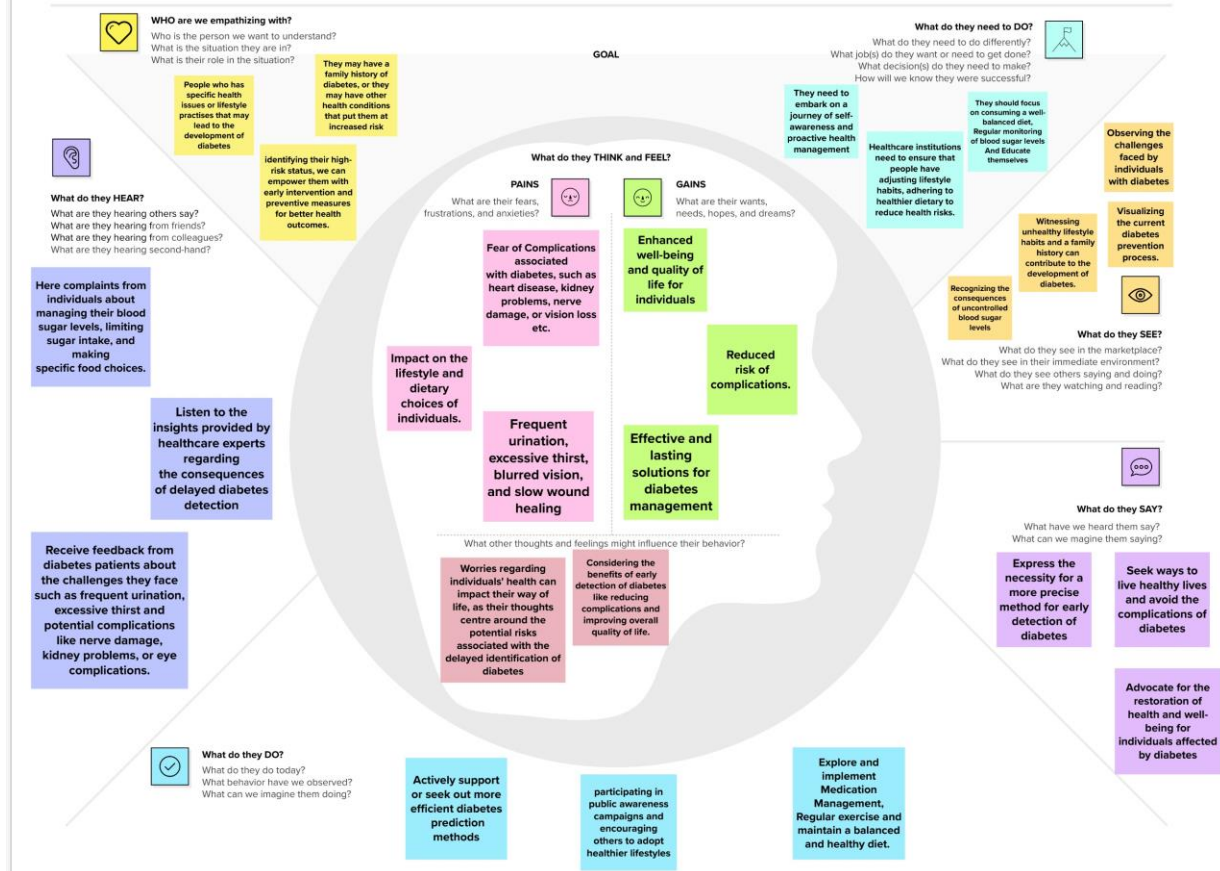 WHO are we empathizing with?
Who is the person we want to understand?
What is the situation they are in?
What is their role in the situation?
People who has
specific health
issues or lifestyle
practises that may
lead to the
development of
diabetes
They may have a
family history of
diabetes, or they
may have other
health conditions
that put them at
increased risk
identifying their high-
risk status, we can
empower them with
early intervention and
preventive measures
for better health
outcomes.
GOAL
What do they need to DO?
What do they need to do differently?
What job(s) do they want or need to get done?
What decision(s) do they need to make?
How will we know they were successful?
They need to
embark on a
journey of self-
awareness and
proactive health
management
Healthcare institutions
need to ensure that
people have
adjusting lifestyle
habits, adhering to
healthier dietary to
reduce health risks.
They should focus
on consuming a well-
balanced diet,
Regular monitoring
of blood sugar levels
And Educate
themselves
Observing the
challenges
faced by
individuals
with diabetes
Witnessing
unhealthy lifestyle
habits and a family
history can
contribute to the
development of
diabetes.
Visualizing
the current
diabetes
prevention
process.
Recognizing the
consequences
of uncontrolled
blood sugar
levels
What do they SEE?
What do they see in the marketplace?
What do they see in their immediate environment?
What do they see others saying and doing?
What are they watching and reading?
What do they HEAR?
What are they hearing others say?
What are they hearing from friends?
What are they hearing from colleagues?
What are they hearing second-hand?
Here complaints from
individuals about
managing their blood
sugar levels, limiting
sugar intake, and
making
specific food choices.
Listen to the
insights provided by
healthcare experts
regarding
the consequences
of delayed diabetes
detection
Receive feedback from
diabetes patients about
the challenges they face
such as frequent urination,
excessive thirst and
potential complications
like nerve damage,
kidney problems, or eye
complications.
What do they THINK and FEEL?
PAINS
What are their fears,
frustrations, and anxieties?
GAINS
What are their wants,
needs, hopes, and dreams?
Fear of Complications
associated
with diabetes, such as
heart disease, kidney
problems, nerve
damage, or vision loss
etc.
Impact on the
lifestyle and
dietary
choices of
individuals.
Frequent
urination,
excessive thirst,
blurred vision,
and slow wound
healing
Enhanced
well-being
and quality of
life for
individuals
Reduced
risk of
complications.
Effective and
lasting
solutions for
diabetes
management
What other thoughts and feelings might influence their behavior?
Worries regarding
individuals' health can
impact their way of
life, as their thoughts
centre around the
potential risks
associated with the
delayed identification of
diabetes
Considering the
benefits of early
detection of diabetes
like reducing
complications and
improving overall
quality of life.
What do they SAY?
What have we heard them say?
What can we magine them saying?
Express the
necessity for a
more precise
method for early
detection of
diabetes
Seek ways to
live healthy lives
and avoid the
complications of
diabetes
Advocate for the
restoration of
health and well-
being for
individuals affected
by diabetes
What do they DO?
What do they do today?
What behavior have we observed?
What can we imagine them doing?
Actively support
or seek out more
efficient diabetes
prediction
methods
participating in
public awareness
campaigns and
encouraging
others to adopt
healthier lifestyles
Explore and
implement
Medication
Management,
Regular exercise and
maintain a balanced
and healthy diet.